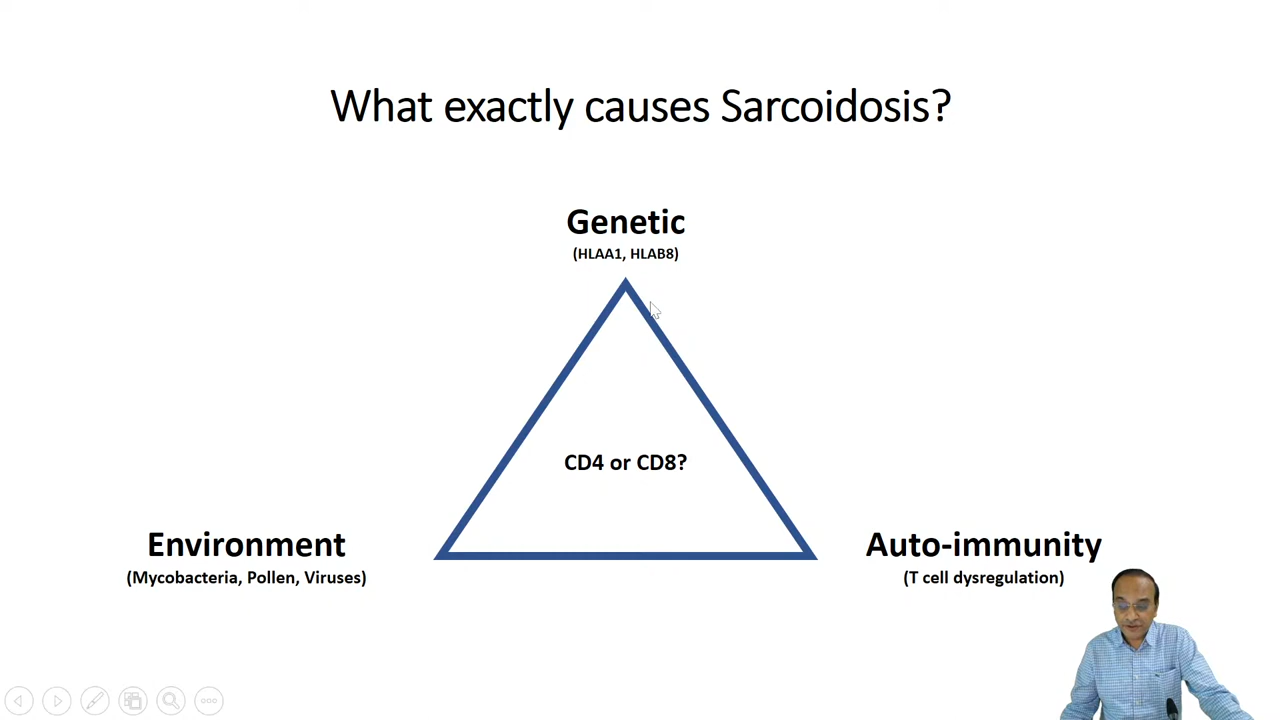 What exactly causes Sarcoidosis?
Genetic
(HLAA1, HLAB8)
CD4 or CD8?
Environment
(Mycobacteria, Pollen, Viruses)
Auto-immunity
(T cell dysregulation)